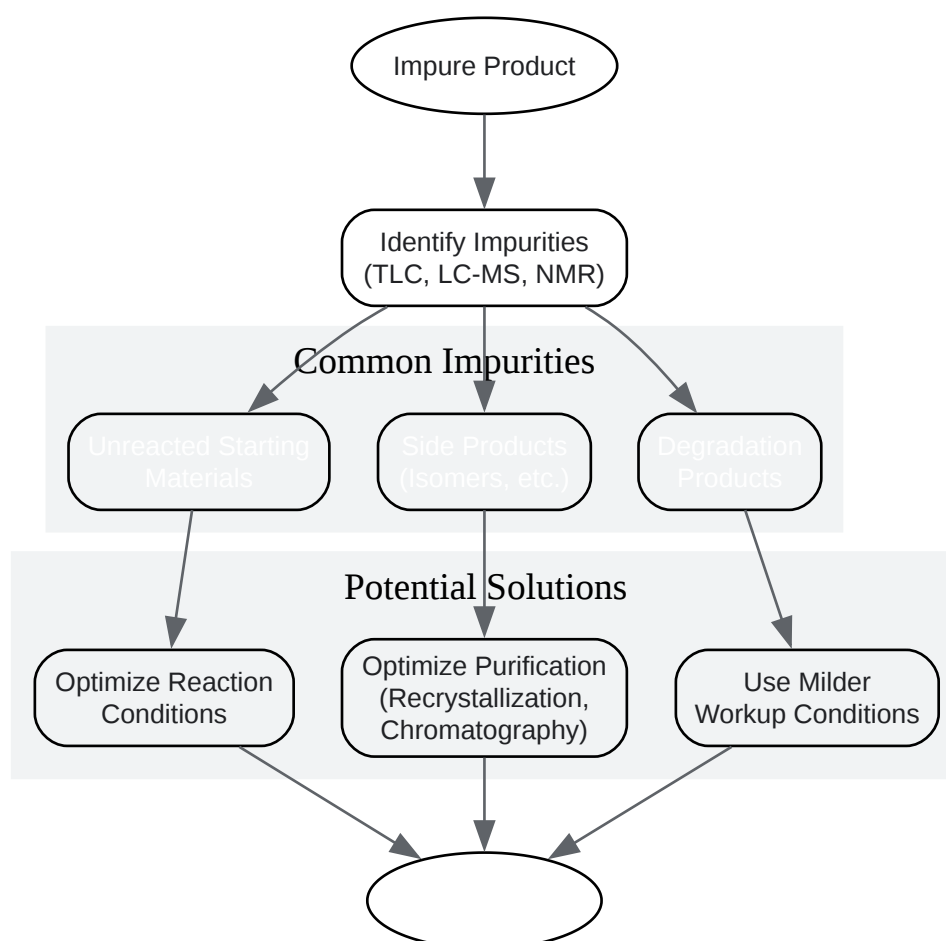 Impure Product
Identify Impurities
(TLC, LC-MS, NMR)
Common Impurities
Unreacted Starting
Materials
Side Products
(Isomers, etc.)
Degradation
Products
Potential Solutions
Optimize Reaction
Conditions
Optimize Purification
(Recrystallization,
Chromatography)
Use Milder
Workup Conditions